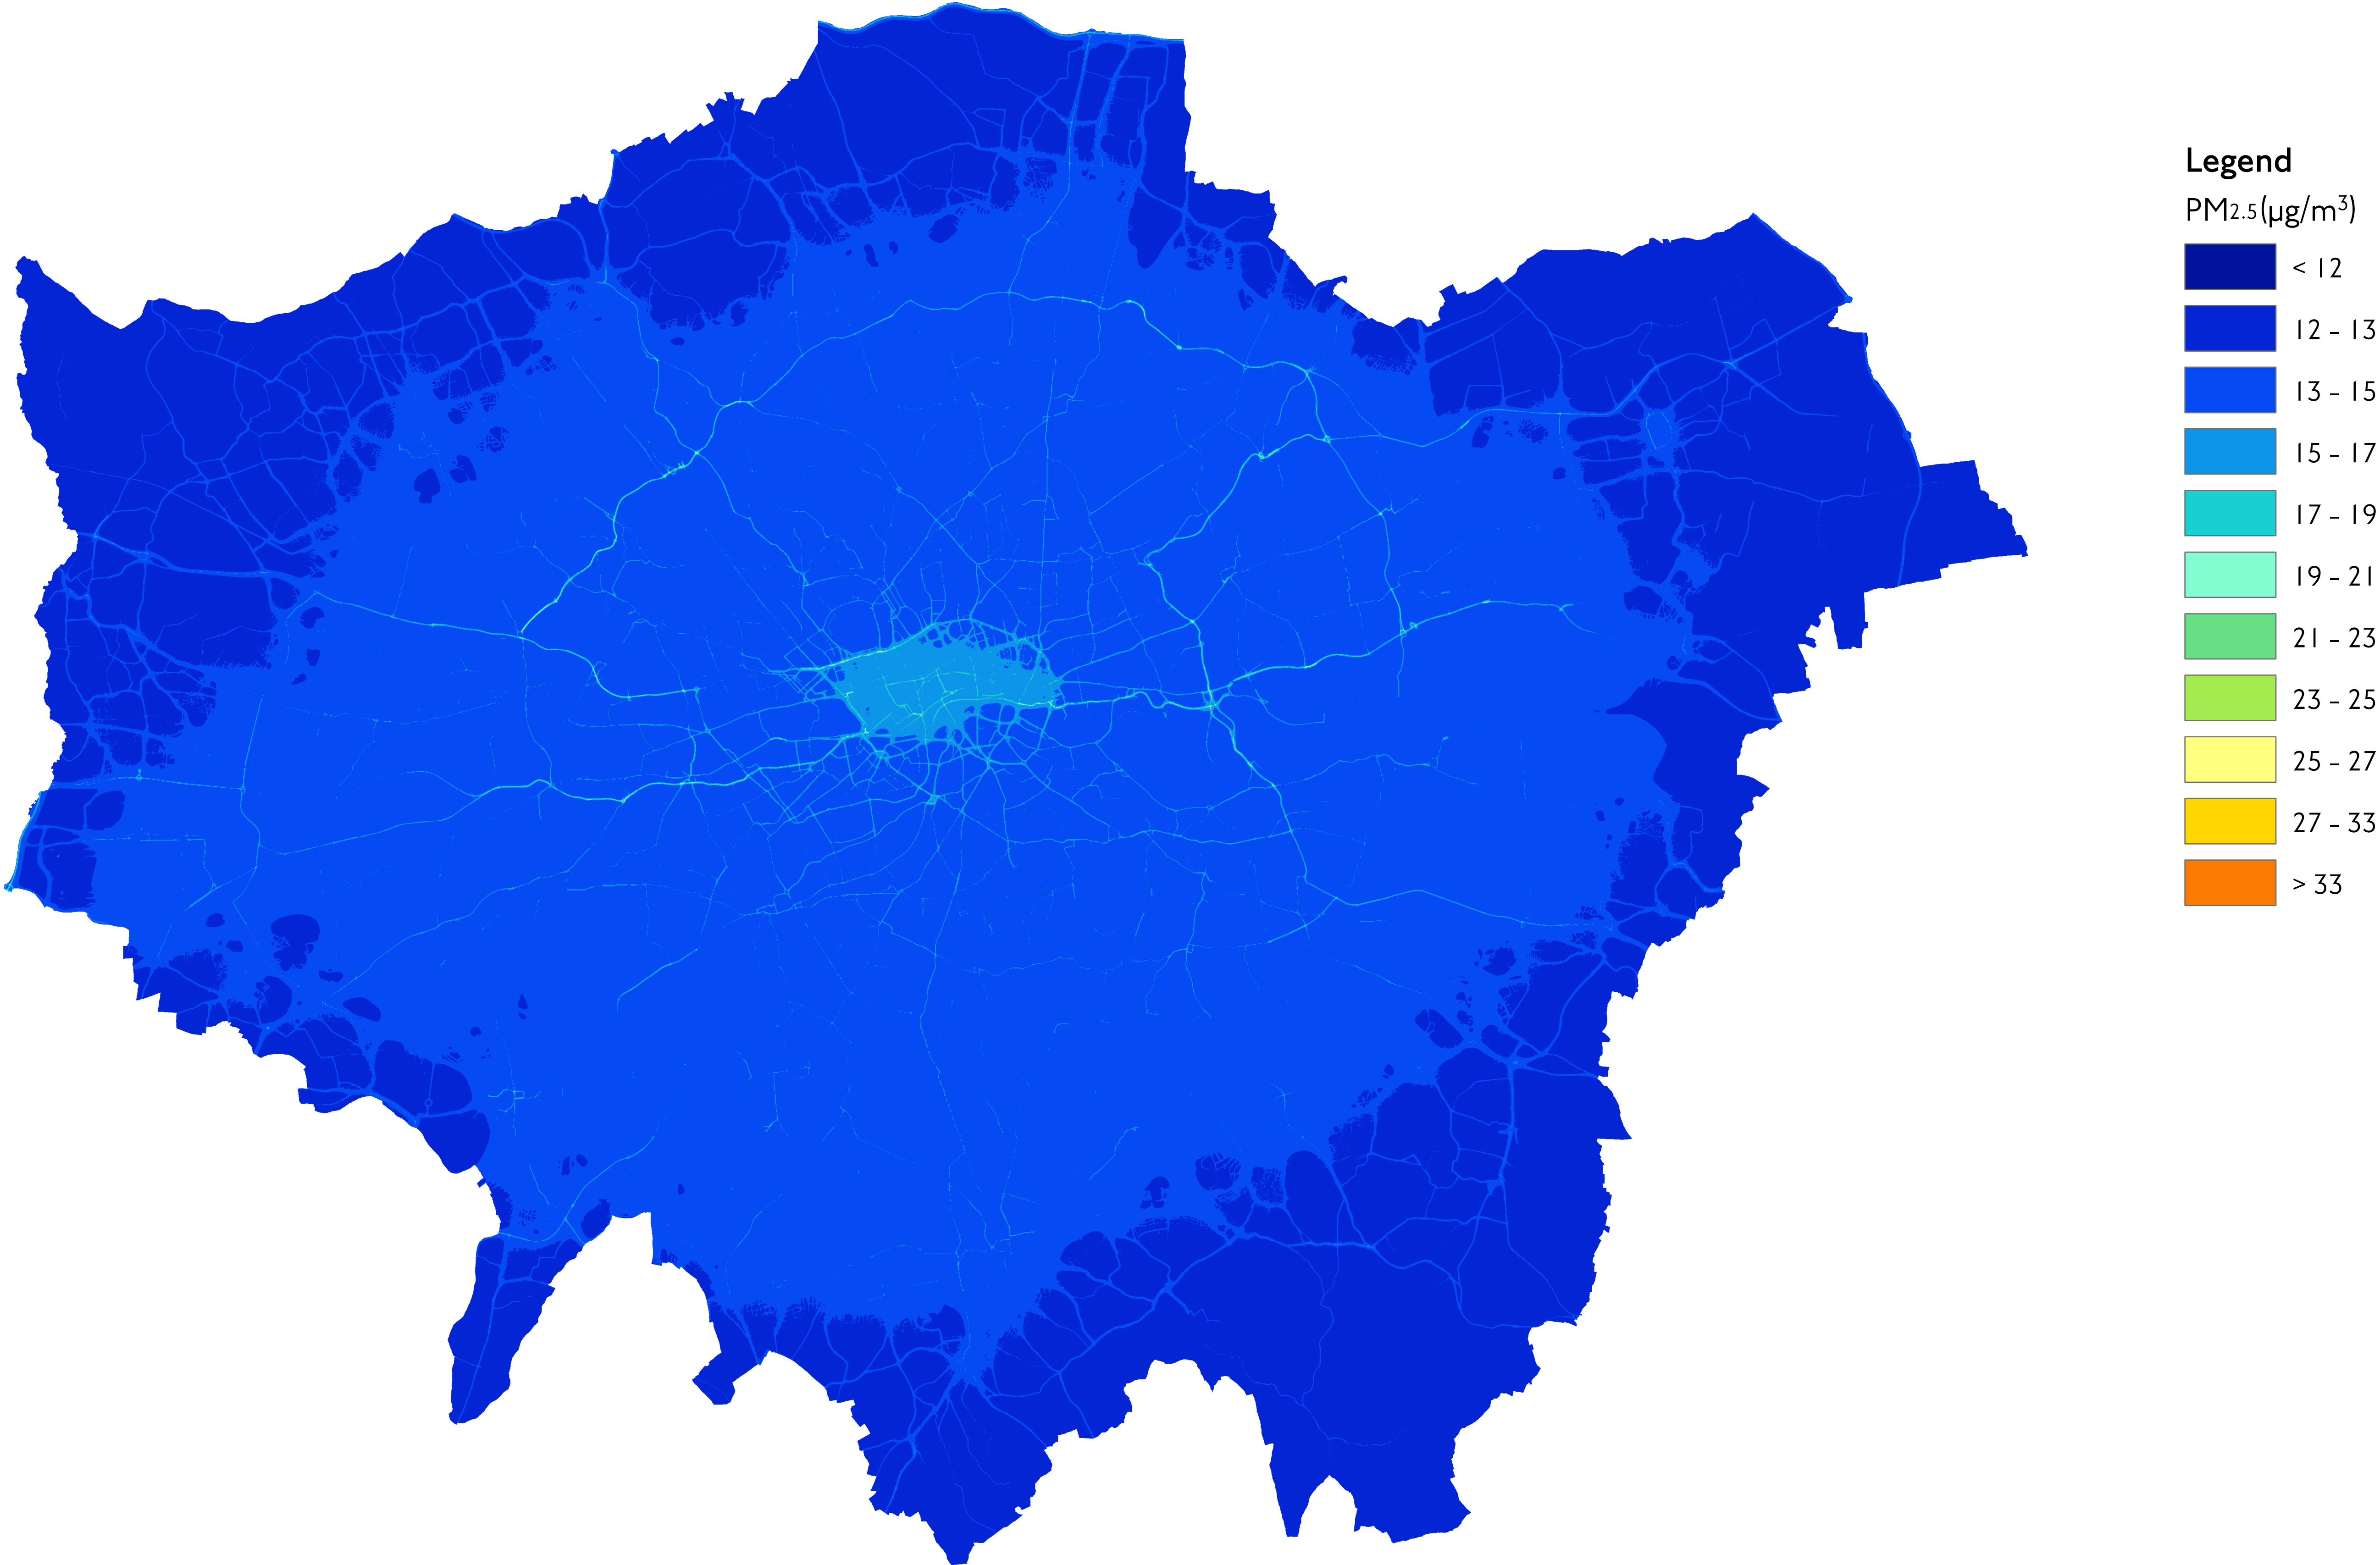 Legend
PM2.5(µg/m³)
< 12
12 – 13
13 – 15
15 – 17
17 – 19
19 – 21
21 – 23
23 – 25
25 – 27
27 – 33
> 33